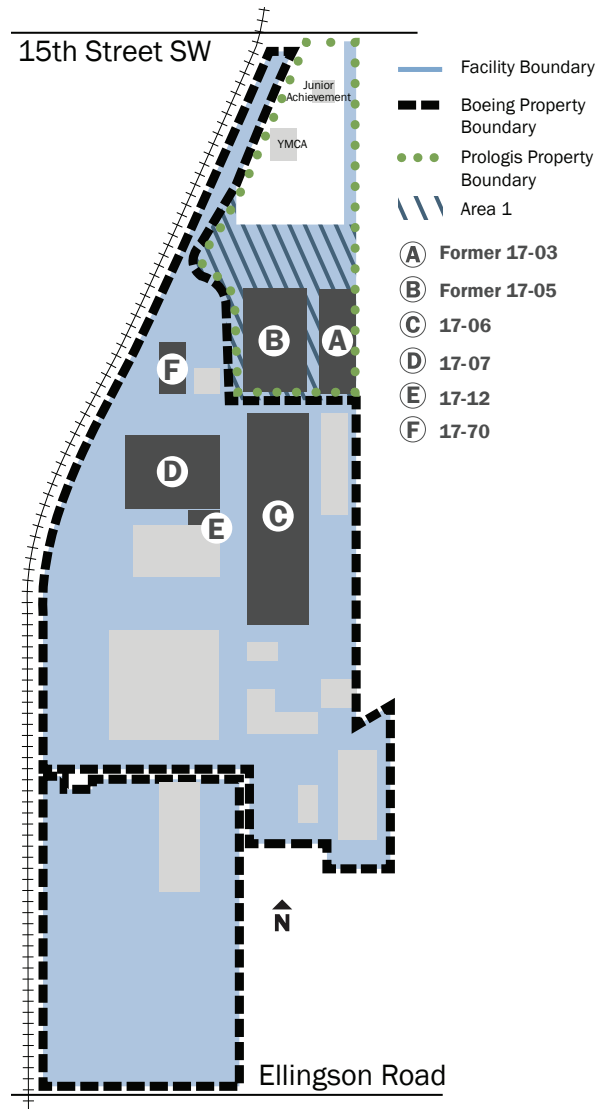 15th Street SW
Junior
Achievement
YMCA
Facility Boundary
Boeing Property
Boundary
Prologis Property
Boundary
Area 1
A Former 17-03
B Former 17-05
C 17-06
D 17-07
E 17-12
F 17-70
B
A
F
D
C
E
N
Ellingson Road